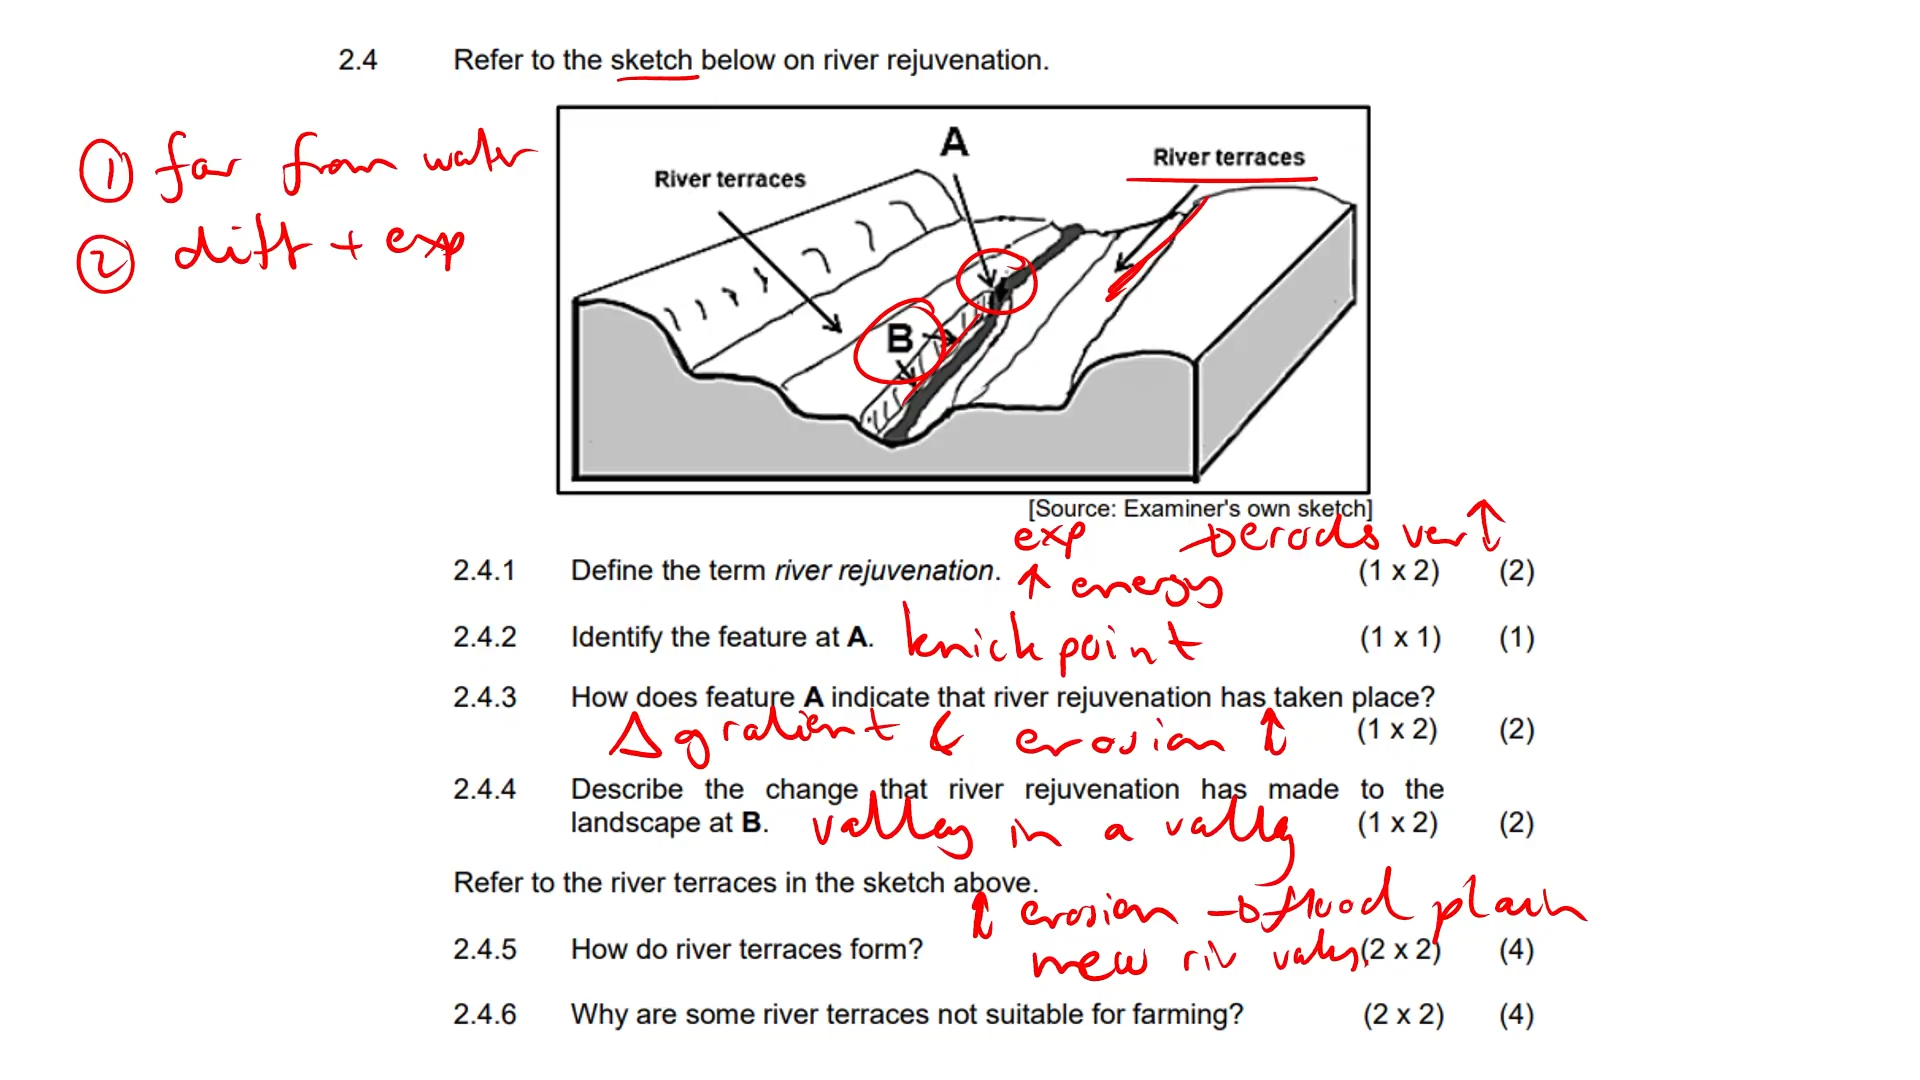 2.4 Refer to the sketch below on river rejuvenation.
① far from water
② diff + exp
A
River terraces
River terraces
B
[Source: Examiner's own sketch]
exp → erods ver ↕
2.4.1 Define the term river rejuvenation. ↑ energy (1 x 2) (2)
2.4.2 Identify the feature at A. knick point (1 x 1) (1)
2.4.3 How does feature A indicate that river rejuvenation has taken place?
Δ gradient & erosion ↕ (1 x 2) (2)
2.4.4 Describe the change that river rejuvenation has made to the
landscape at B. valley in a valley (1 x 2) (2)
Refer to the river terraces in the sketch above.
↕ erosion → flood plain
2.4.5 How do river terraces form? new riv (2 x 2) (4)
2.4.6 Why are some river terraces not suitable for farming? (2 x 2) (4)